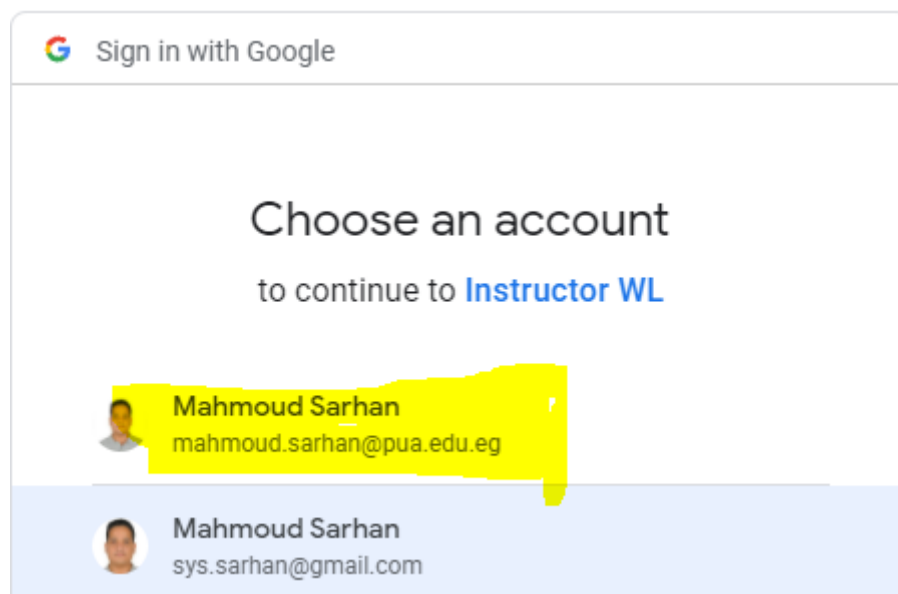 Sign in with Google
Choose an account
to continue to Instructor WL
Mahmoud Sarhan
mahmoud.sarhan@pua.edu.eg
Mahmoud Sarhan
sys.sarhan@gmail.com